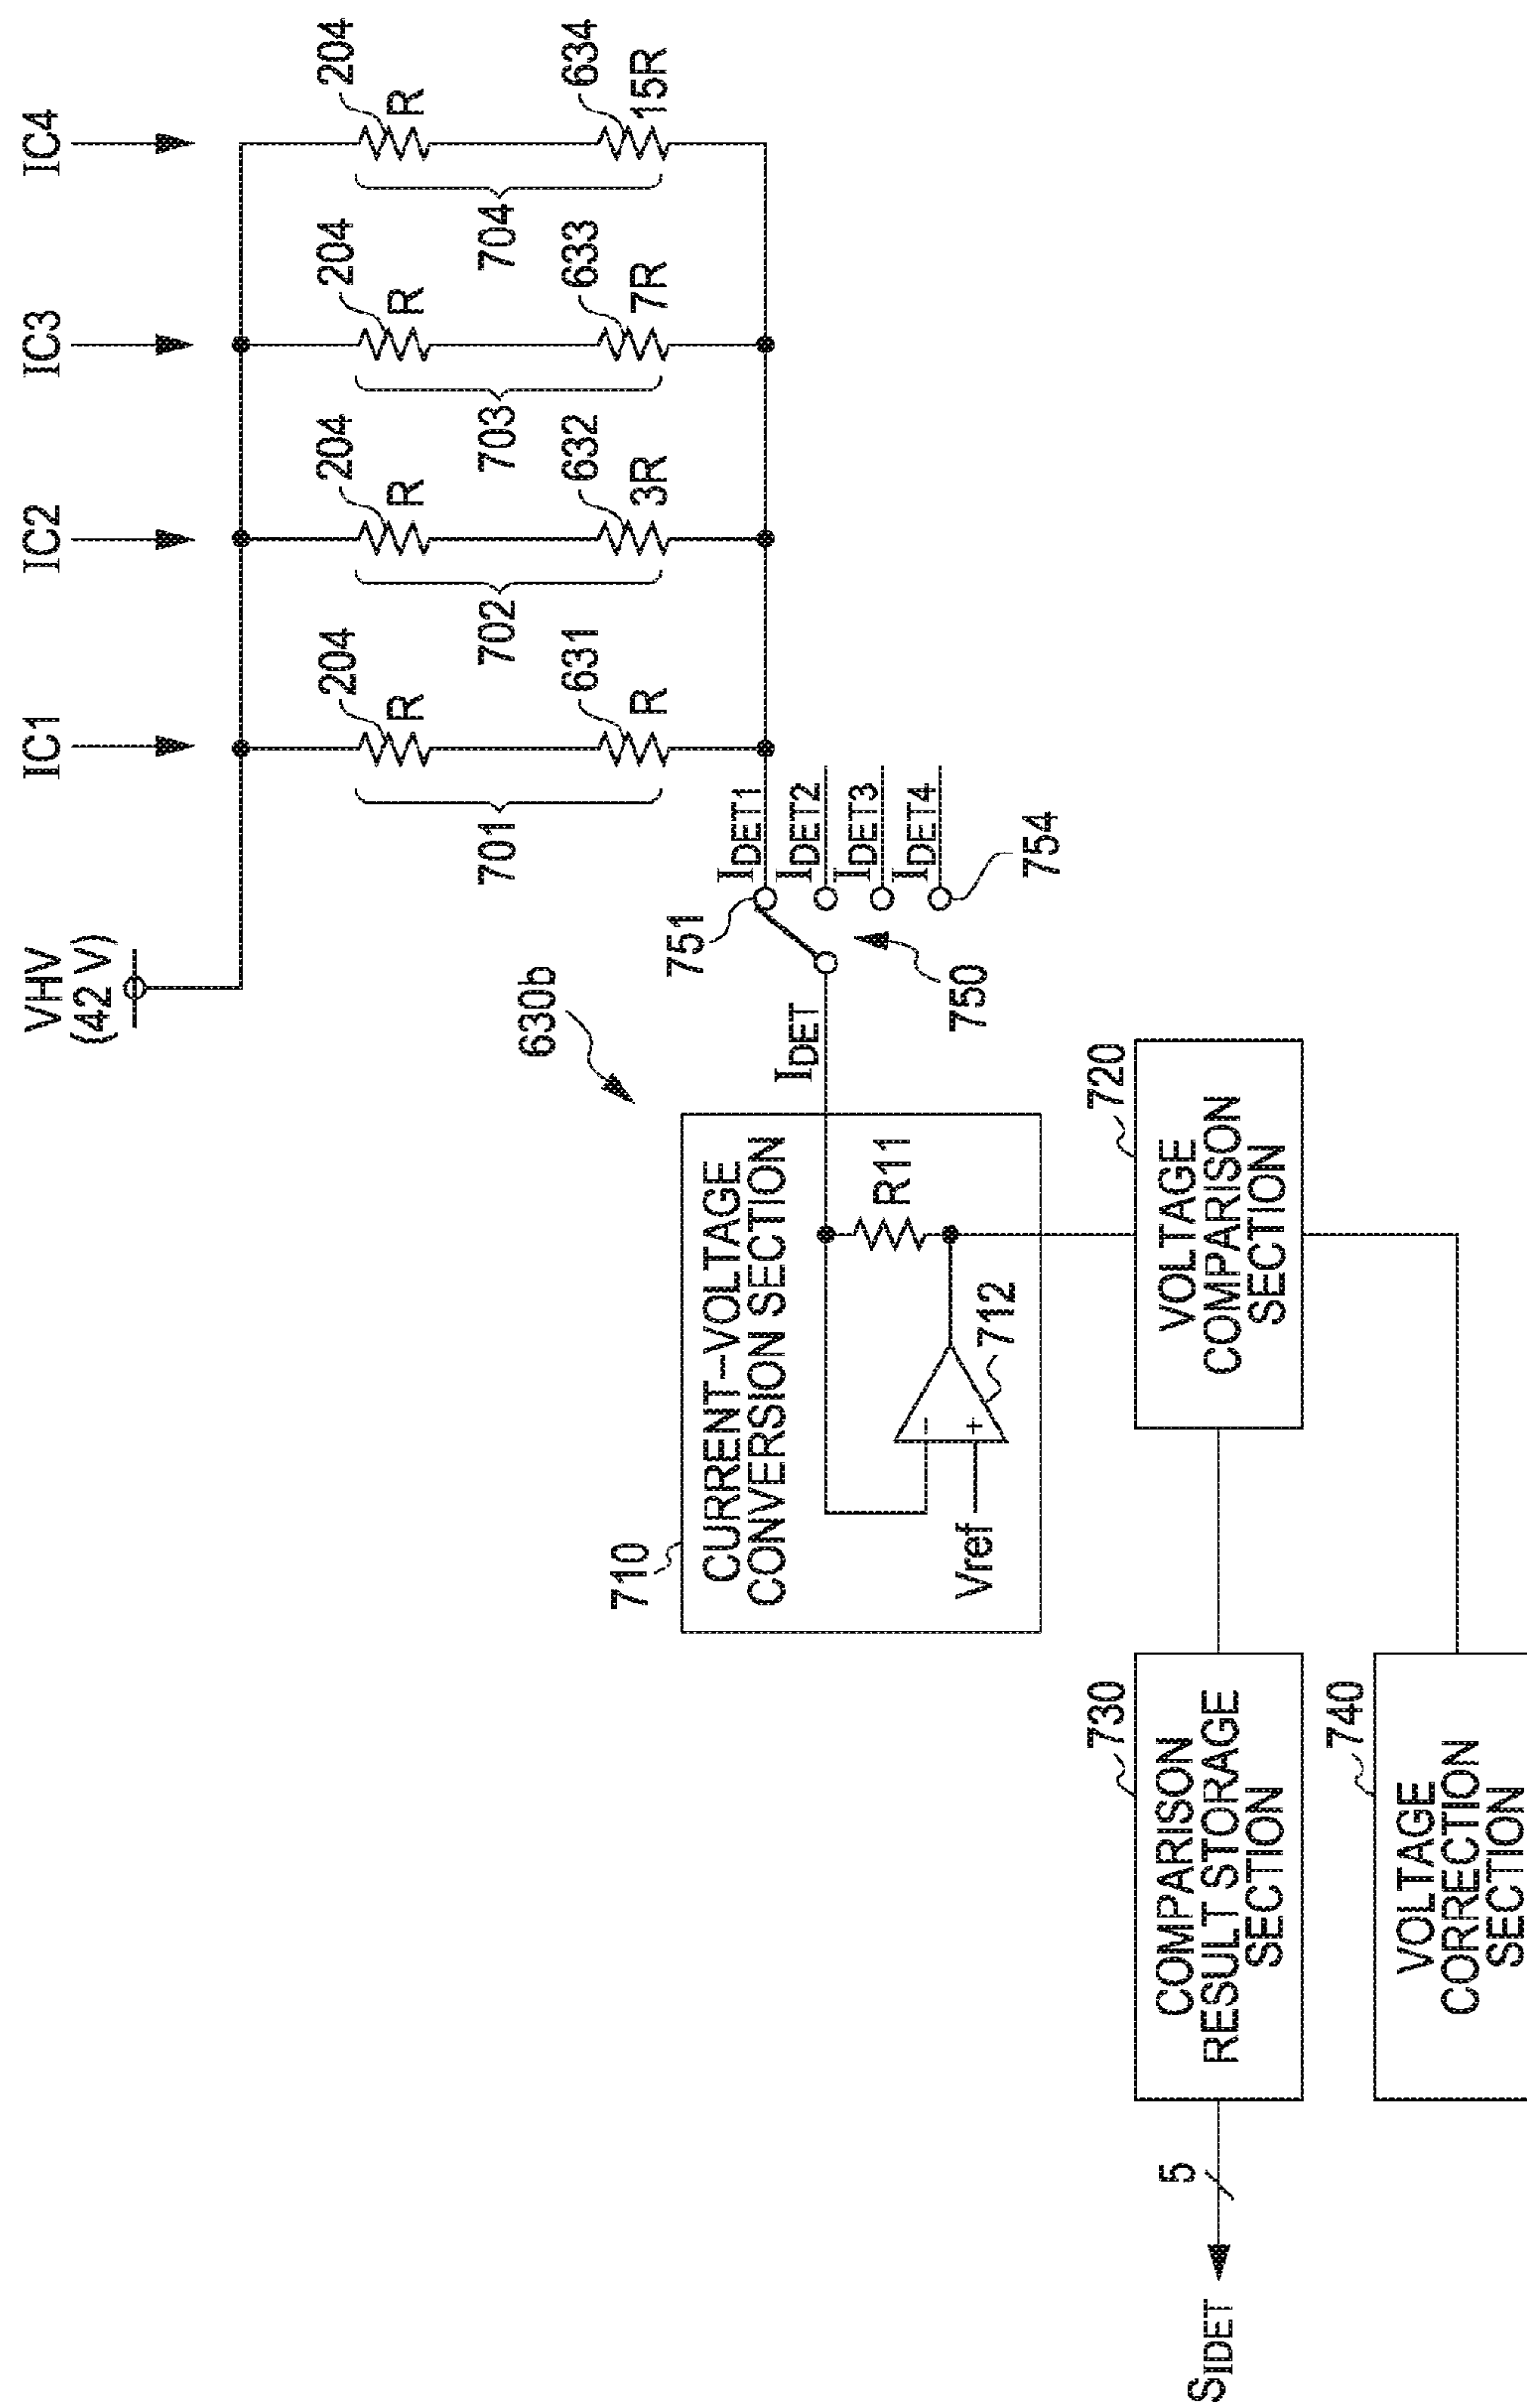 IC1
IC2
IC3
IC4
VHV
(42 V)
204
R
204
R
204
R
204
R
701
702
703
704
631
R
632
3R
633
7R
634
15R
630b
751
IDET1
IDET2
IDET3
IDET4
IDET
750
754
710
CURRENT-VOLTAGE
CONVERSION SECTION
R11
712
-
+
Vref
720
VOLTAGE
COMPARISON
SECTION
730
COMPARISON
RESULT STORAGE
SECTION
5
SIDET
740
VOLTAGE
CORRECTION
SECTION